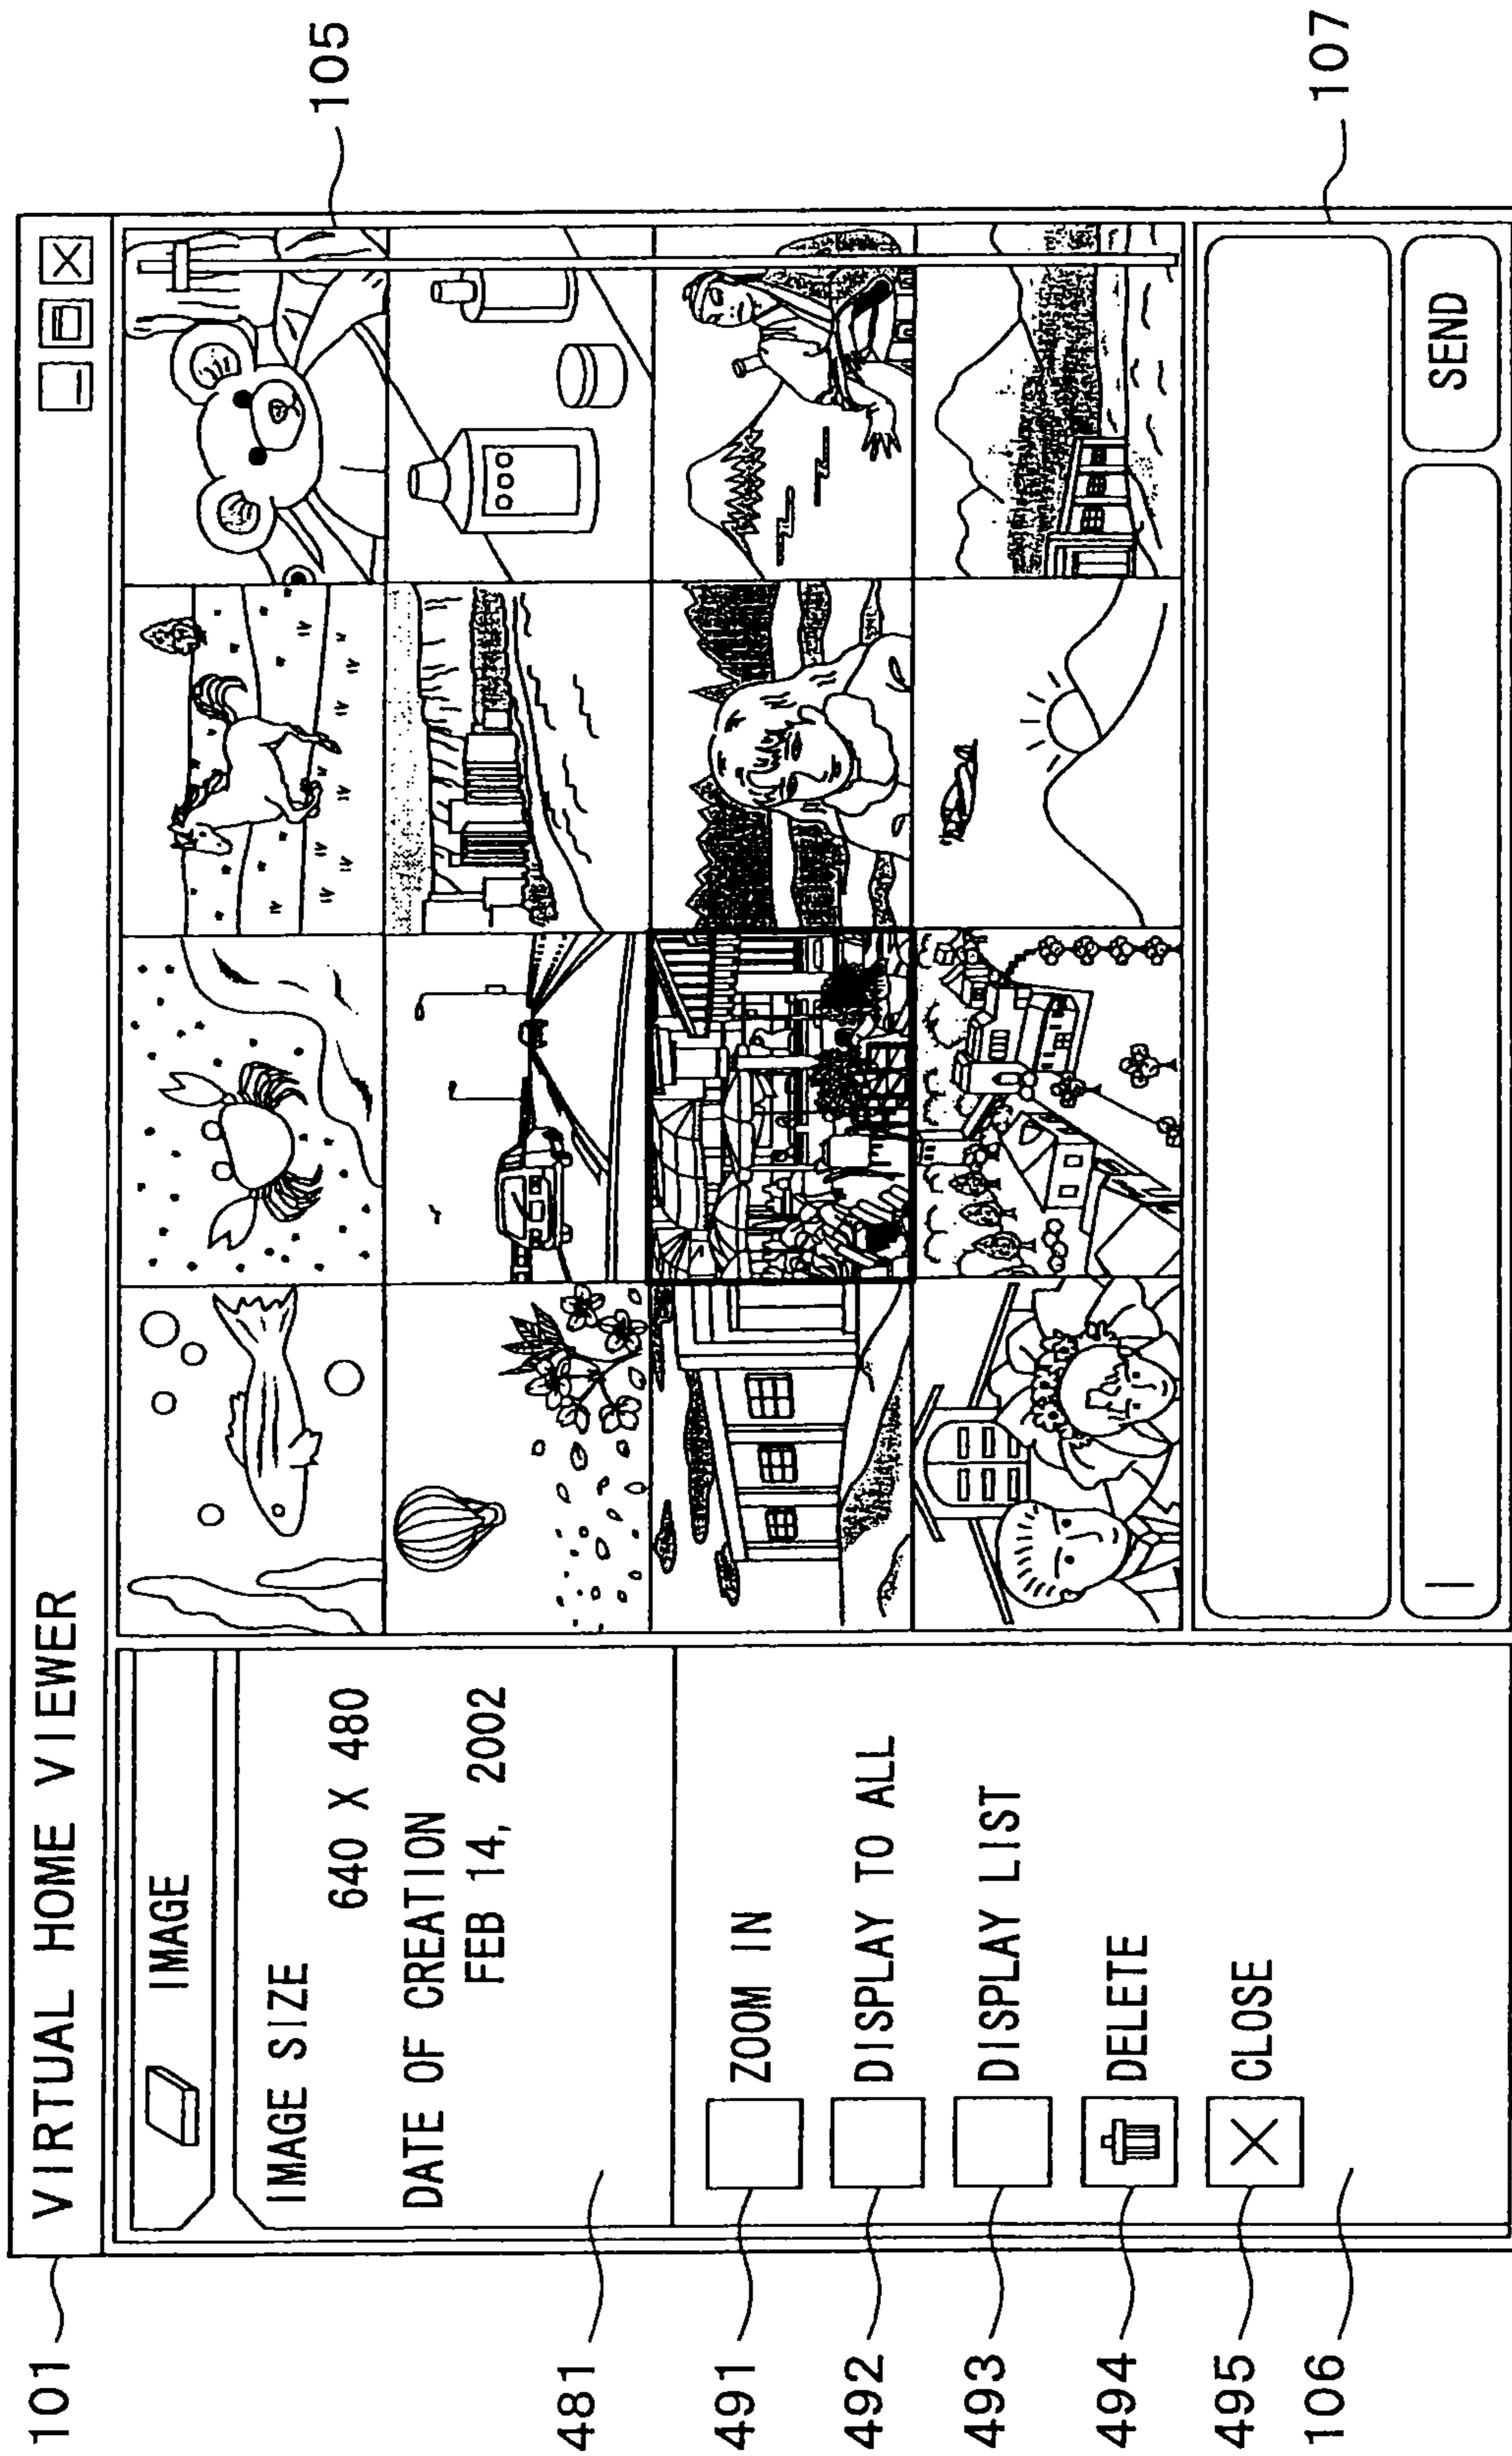 101
VIRTUAL HOME VIEWER
105
IMAGE
IMAGE SIZE
640 X 480
DATE OF CREATION
FEB 14, 2002
481
491
ZOOM IN
492
DISPLAY TO ALL
493
DISPLAY LIST
494
DELETE
495
CLOSE
106
107
SEND